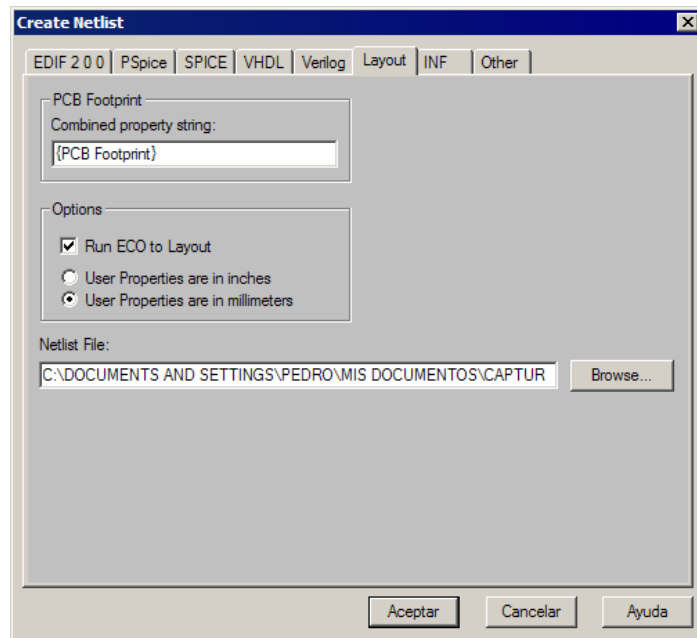 Create Netlist
EDIF 2 0 0 PSpice SPICE VHDL Verilog Layout INF Other
PCB Footprint
Combined property string:
{PCB Footprint}
Options
Run ECO to Layout
User Properties are in inches
User Properties are in millimeters
Netlist File:
C:\DOCUMENTS AND SETTINGS\PEDRO\MIS DOCUMENTOS\CAPTUR Browse...
Aceptar Cancelar Ayuda